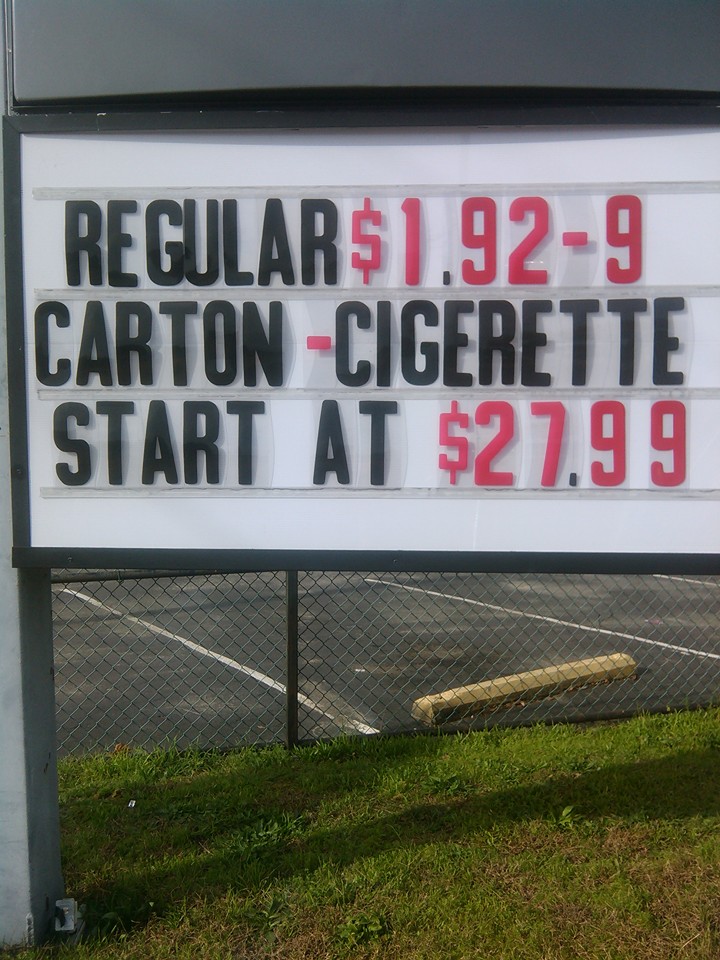 REGULAR $1.92-9
CARTON -CIGERETTE
START AT $27.99